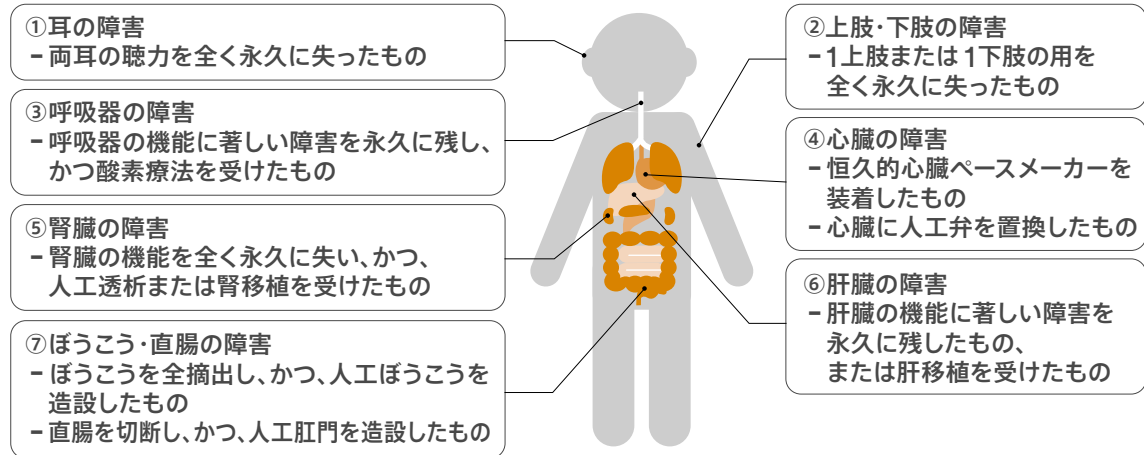 ①耳の障害
－両耳の聴力を全く永久に失ったもの
②上肢・下肢の障害
－1上肢または1下肢の用を
全く永久に失ったもの
③呼吸器の障害
－呼吸器の機能に著しい障害を永久に残し、
かつ酸素療法を受けたもの
④心臓の障害
－恒久的心臓ペースメーカーを
装着したもの
－心臓に人工弁を置換したもの
⑤腎臓の障害
－腎臓の機能を全く永久に失い、かつ、
人工透析または腎移植を受けたもの
⑥肝臓の障害
－肝臓の機能に著しい障害を
永久に残したもの、
または肝移植を受けたもの
⑦ぼうこう・直腸の障害
－ぼうこうを全摘出し、かつ、人工ぼうこうを
造設したもの
－直腸を切断し、かつ、人工肛門を造設したもの